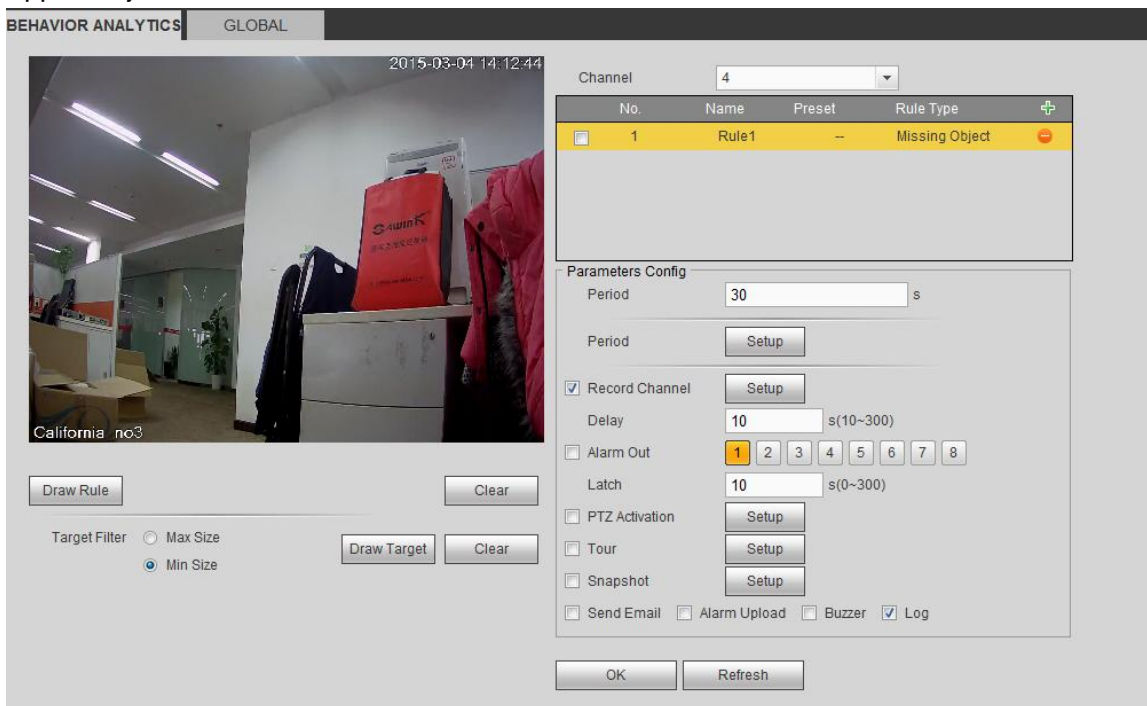 BEHAVIOR ANALYTICS GLOBAL
2015-03-04 14:12:44
SawinK
California no3
Draw Rule Clear
Target Filter Max Size
Min Size
Draw Target Clear
Channel 4
No. Name Preset Rule Type
1 Rule1 -- Missing Object
Parameters Config
Period 30 s
Period Setup
Record Channel Setup
Delay 10 s(10~300)
Alarm Out 1 2 3 4 5 6 7 8
Latch 10 s(0~300)
PTZ Activation Setup
Tour Setup
Snapshot Setup
Send Email Alarm Upload Buzzer Log
OK Refresh